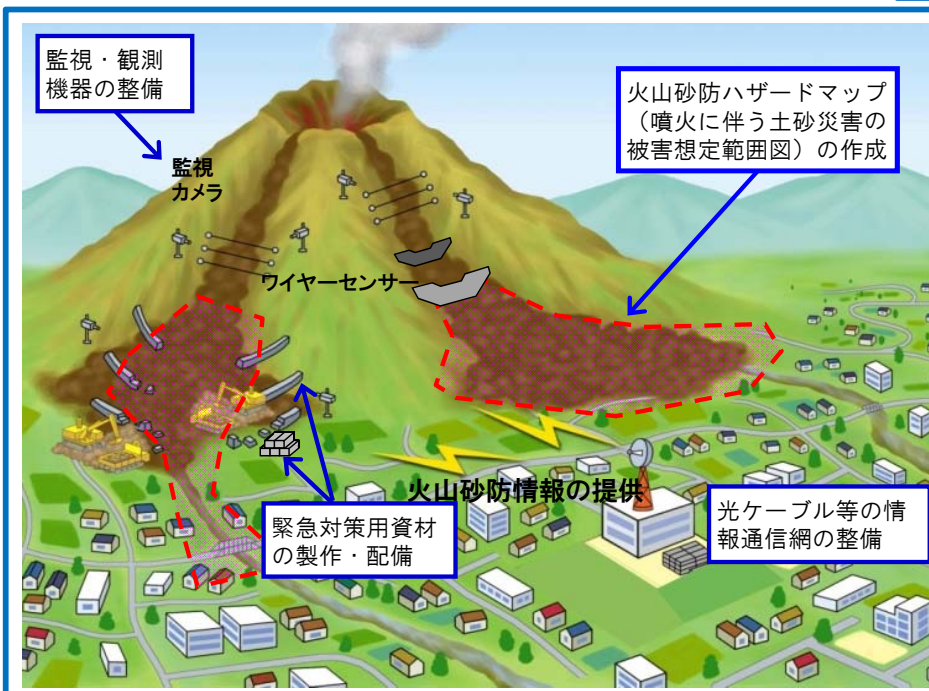 監視・観測
機器の整備
火山砂防ハザードマップ
（噴火に伴う土砂災害の
被害想定範囲図）の作成
監視
カメラ
ワイヤーセンサー
火山砂防情報の提供
緊急対策用資材
の製作・配備
光ケーブル等の情
報通信網の整備